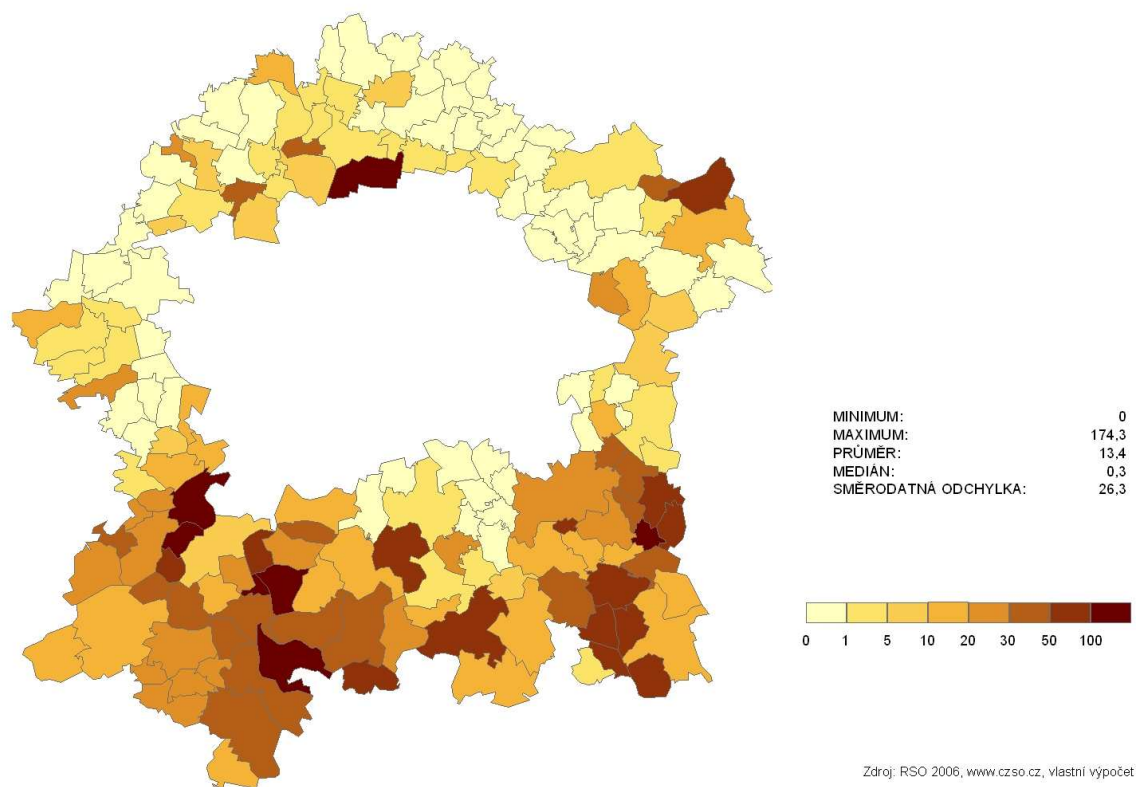 MINIMUM: 0
MAXIMUM: 174,3
PRŮMĚR: 13,4
MEDIÁN: 0,3
SMĚRODATNÁ ODCHYLKA: 26,3
0 1 5 10 20 30 50 100
Zdroj: RSO 2006, www.czso.cz, vlastní výpočet